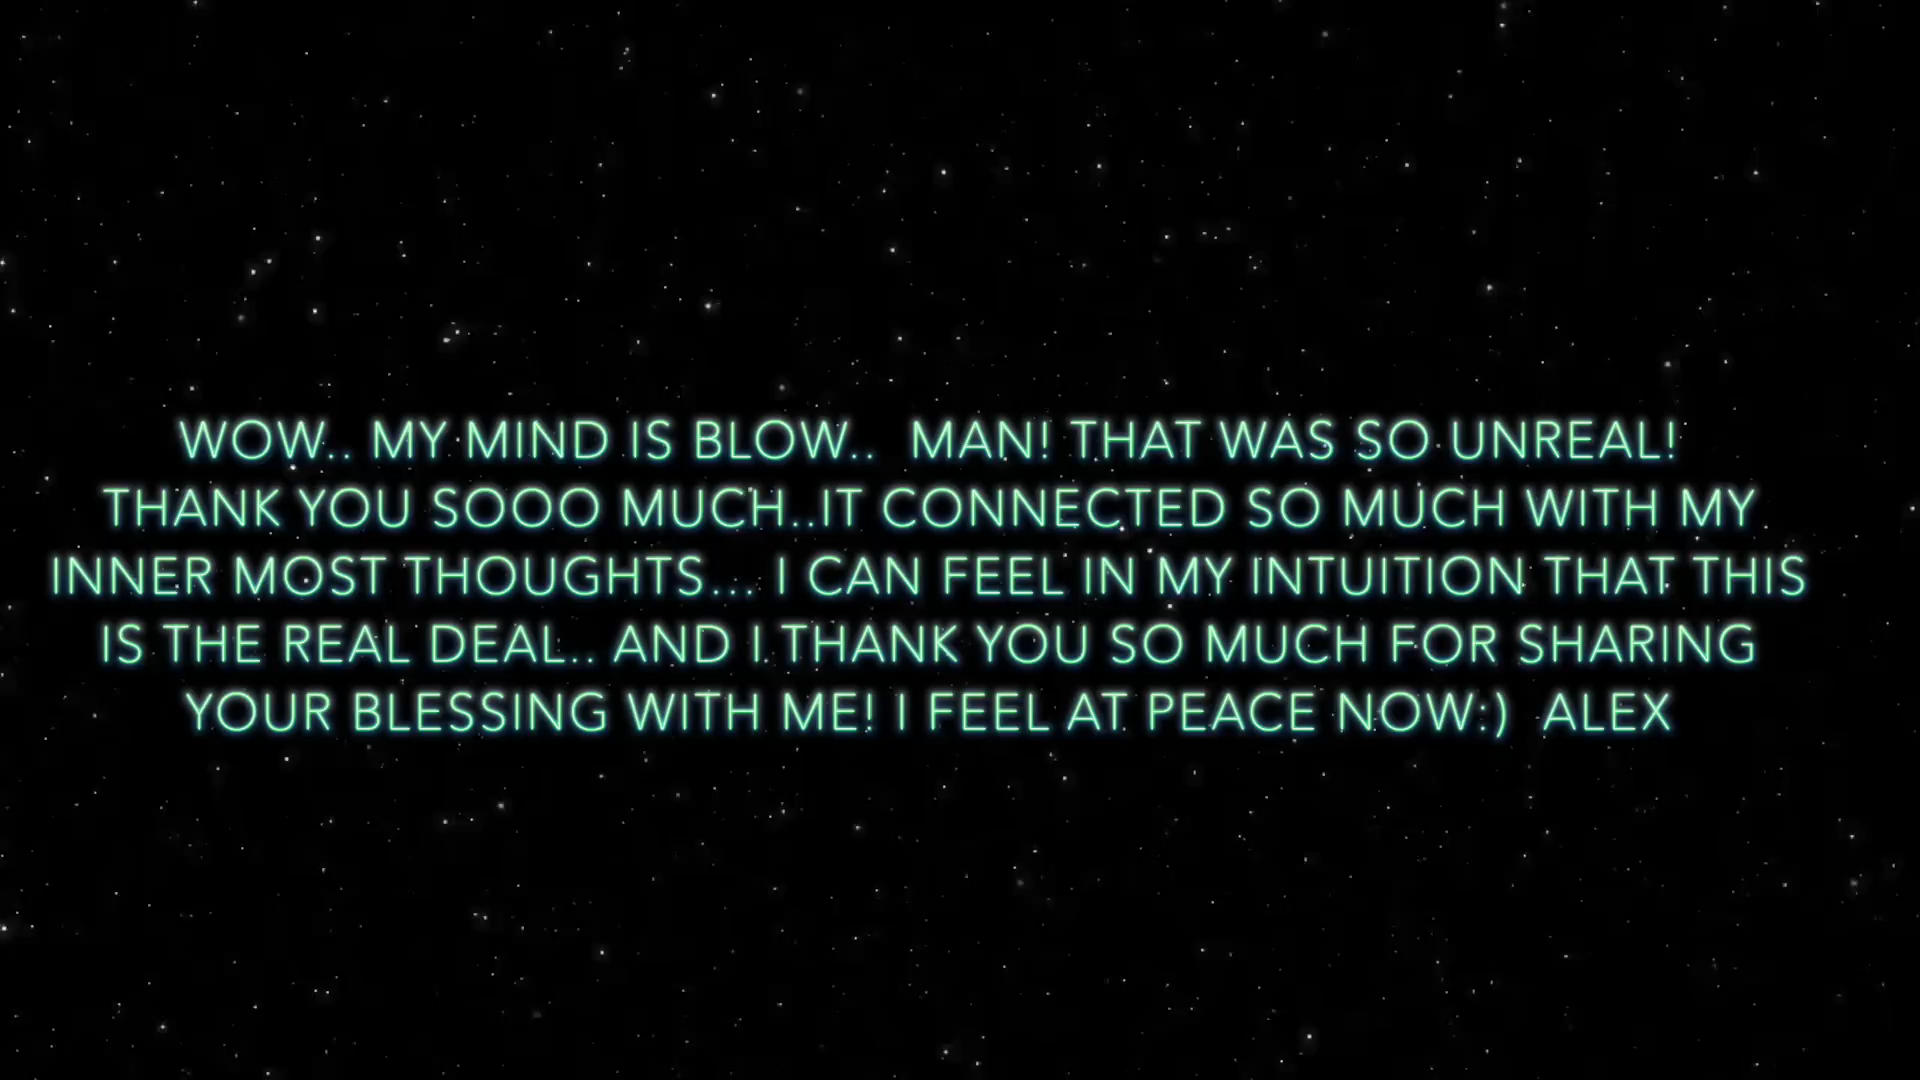 WOW.. MY MIND IS BLOW..  MAN! THAT WAS SO UNREAL!
THANK YOU SOOO MUCH..IT CONNECTED SO MUCH WITH MY
INNER MOST THOUGHTS... I CAN FEEL IN MY INTUITION THAT THIS
IS THE REAL DEAL.. AND I THANK YOU SO MUCH FOR SHARING
YOUR BLESSING WITH ME! I FEEL AT PEACE NOW:)  ALEX